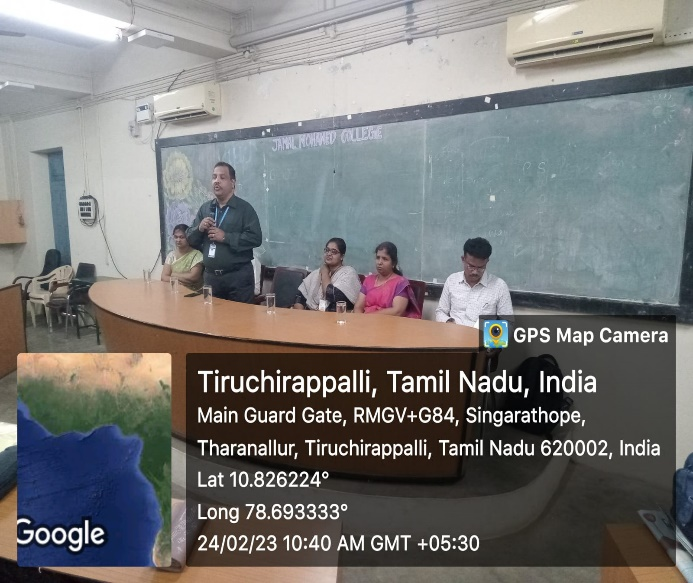 JAMAL MOHAMED COLLEGE
GPS Map Camera
Tiruchirappalli, Tamil Nadu, India
Main Guard Gate, RMGV+G84, Singarathope,
Tharanallur, Tiruchirappalli, Tamil Nadu 620002, India
Lat 10.826224°
Long 78.693333°
24/02/23 10:40 AM GMT +05:30
Google